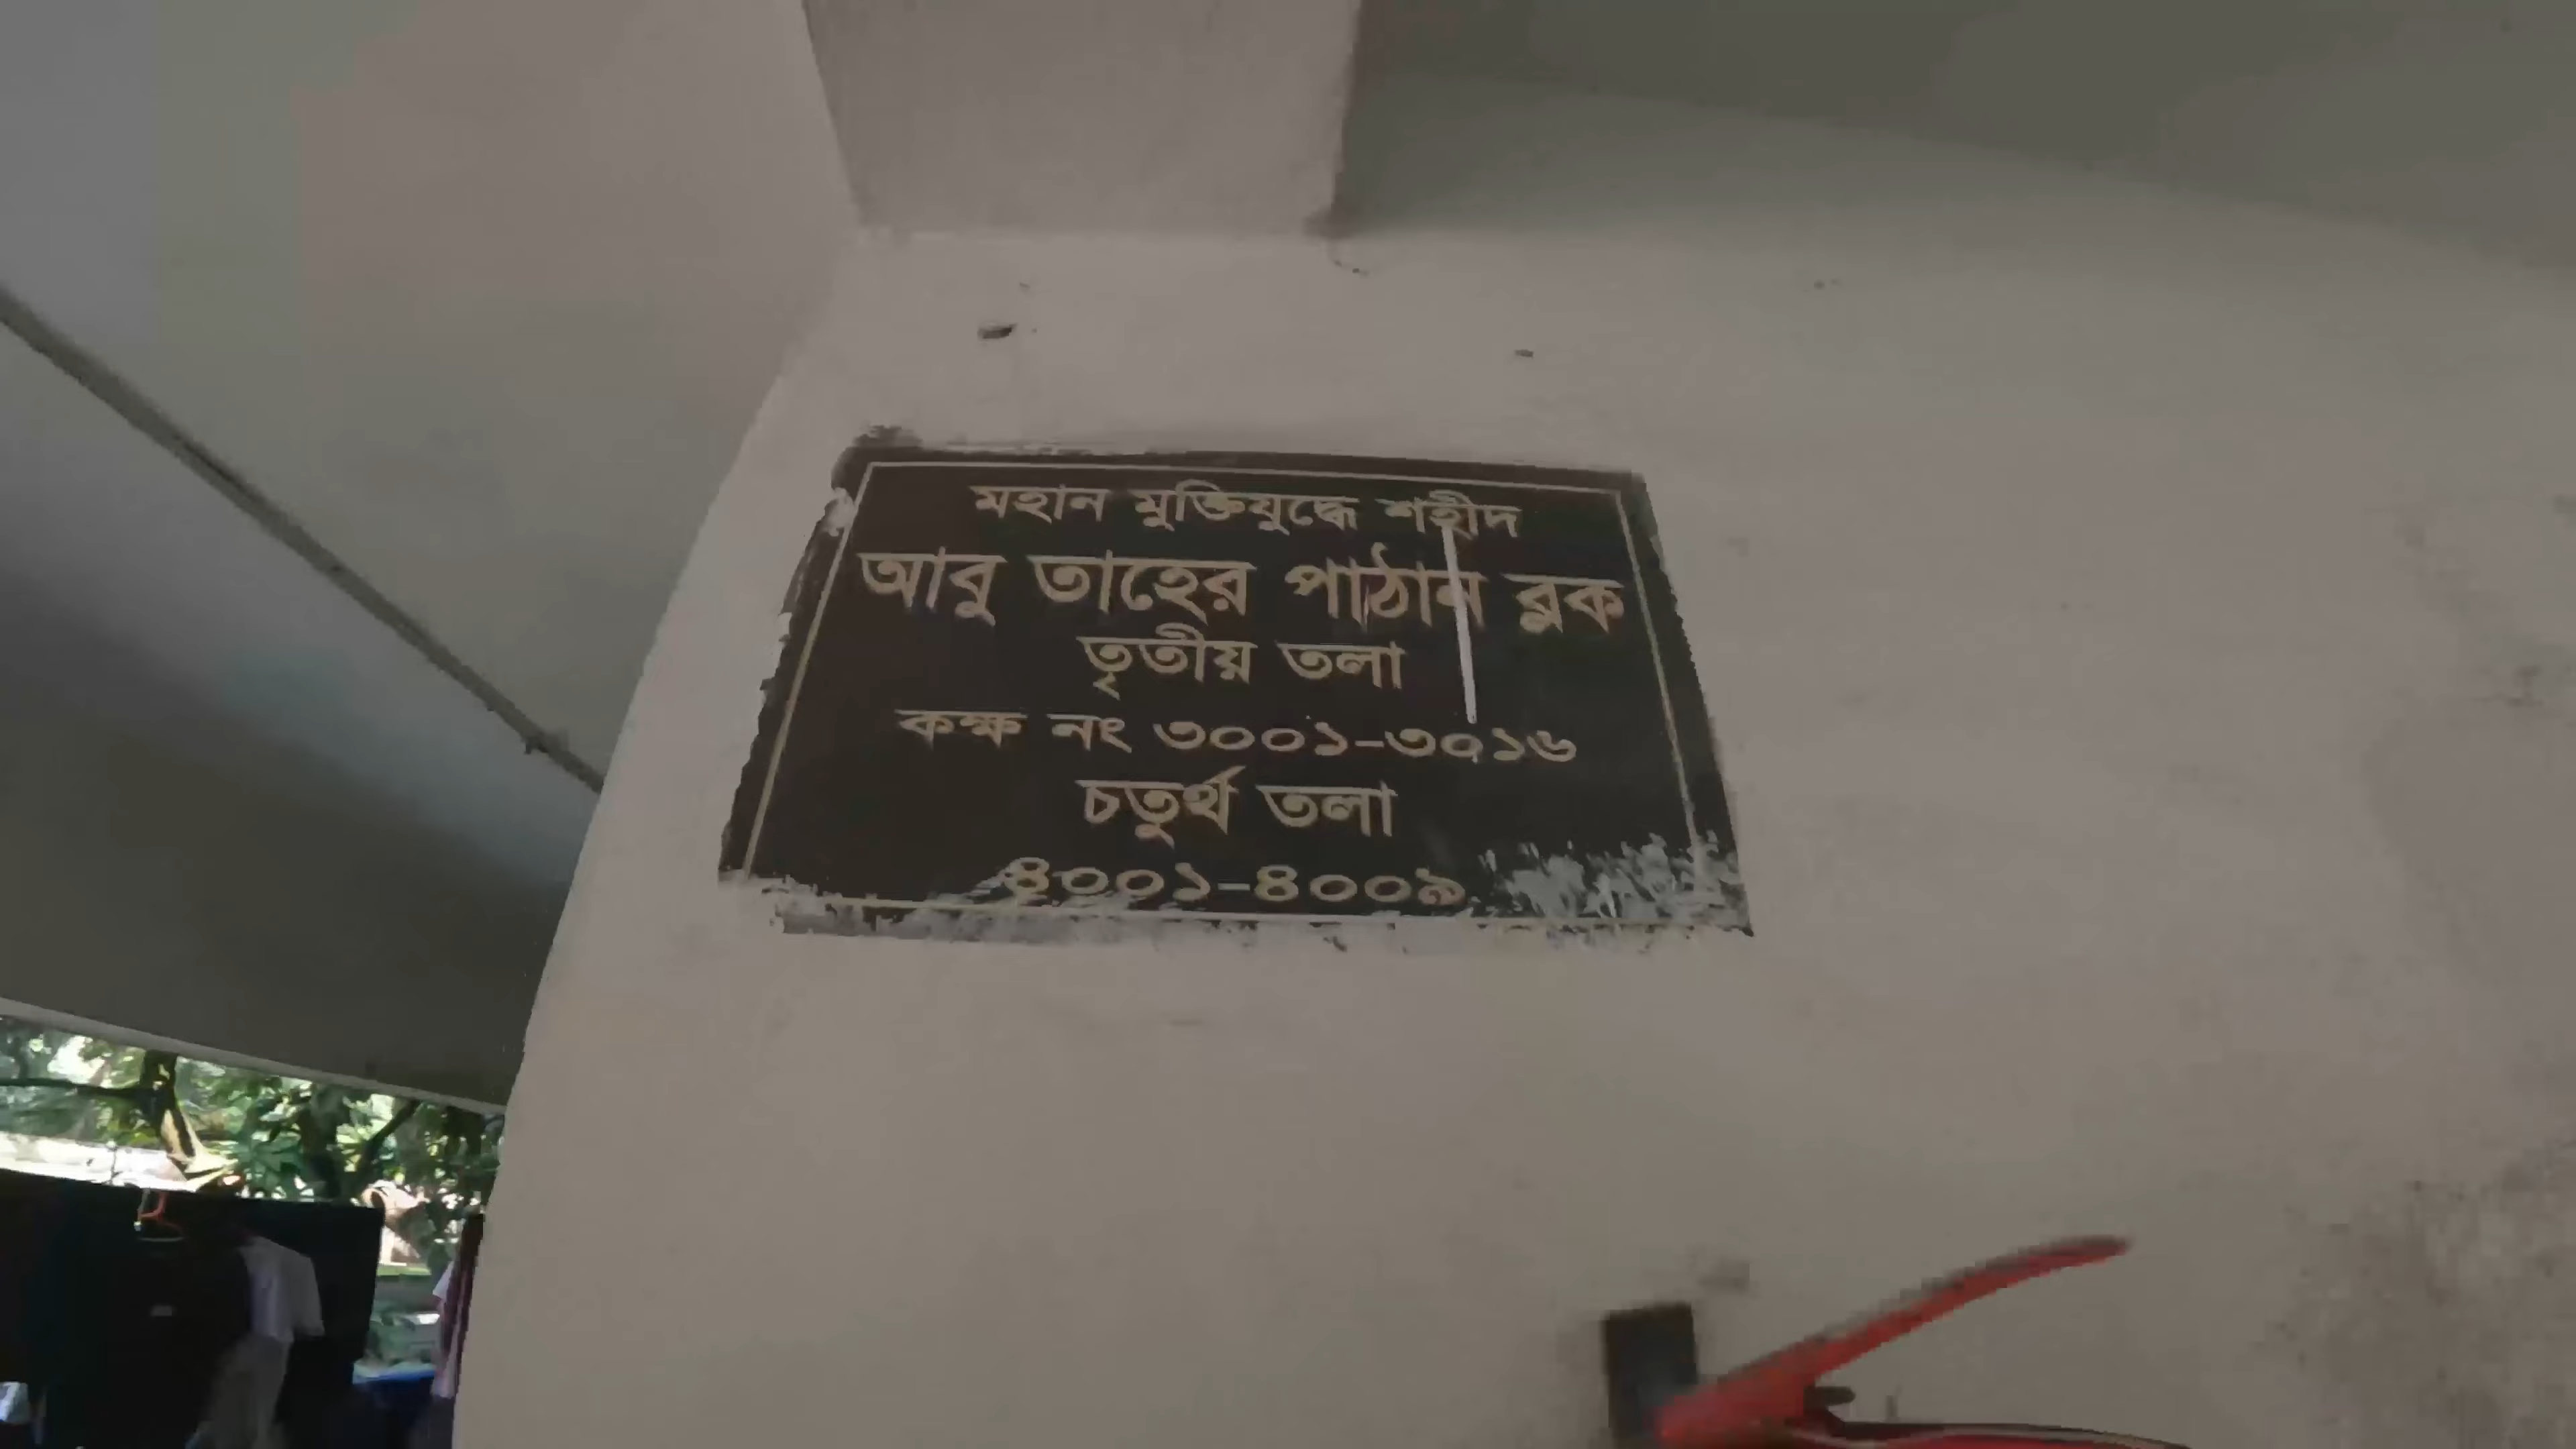 মহান মুক্তিযুদ্ধে শহীদ
আবু তাহের পাঠান ব্লক
তৃতীয় তলা
কক্ষ নং ৩০০১-৩০১৬
চতুর্থ তলা
৪০০১-৪০০৯